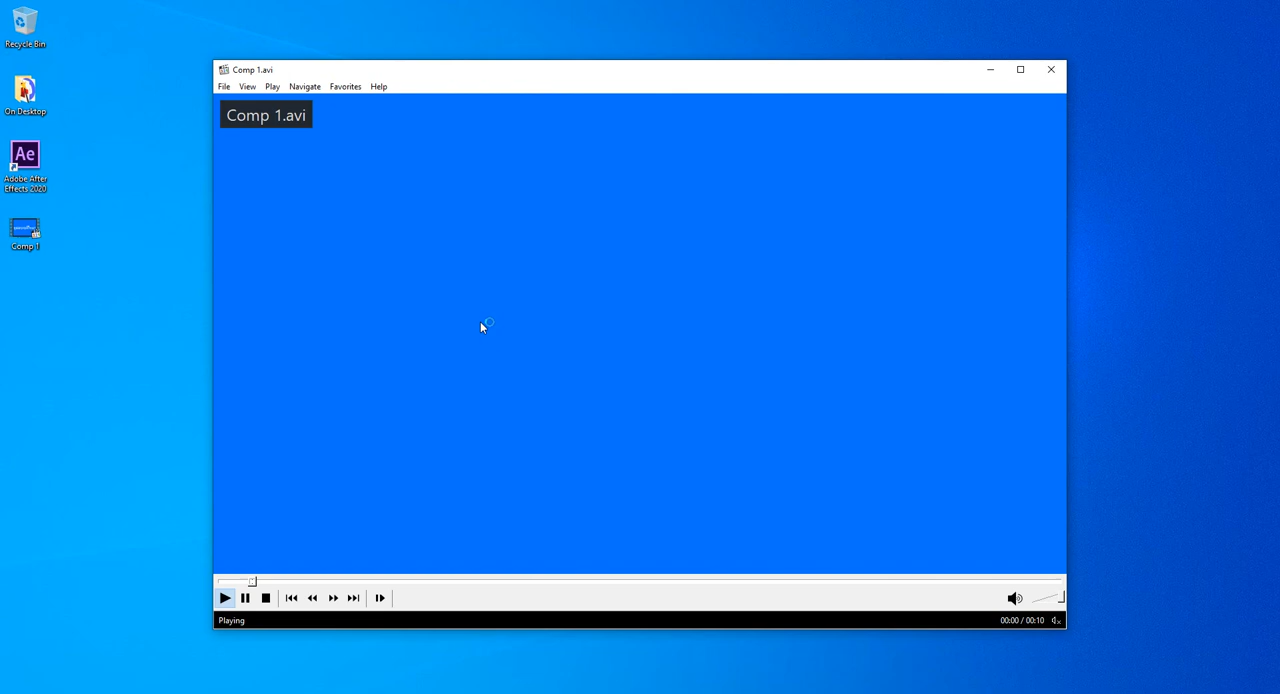 Recycle Bin
On Desktop
Ae
Adobe After
Effects 2020
Comp 1
Comp 1.avi
File View Play Navigate Favorites Help
Comp 1.avi
Playing
00:00 / 00:10